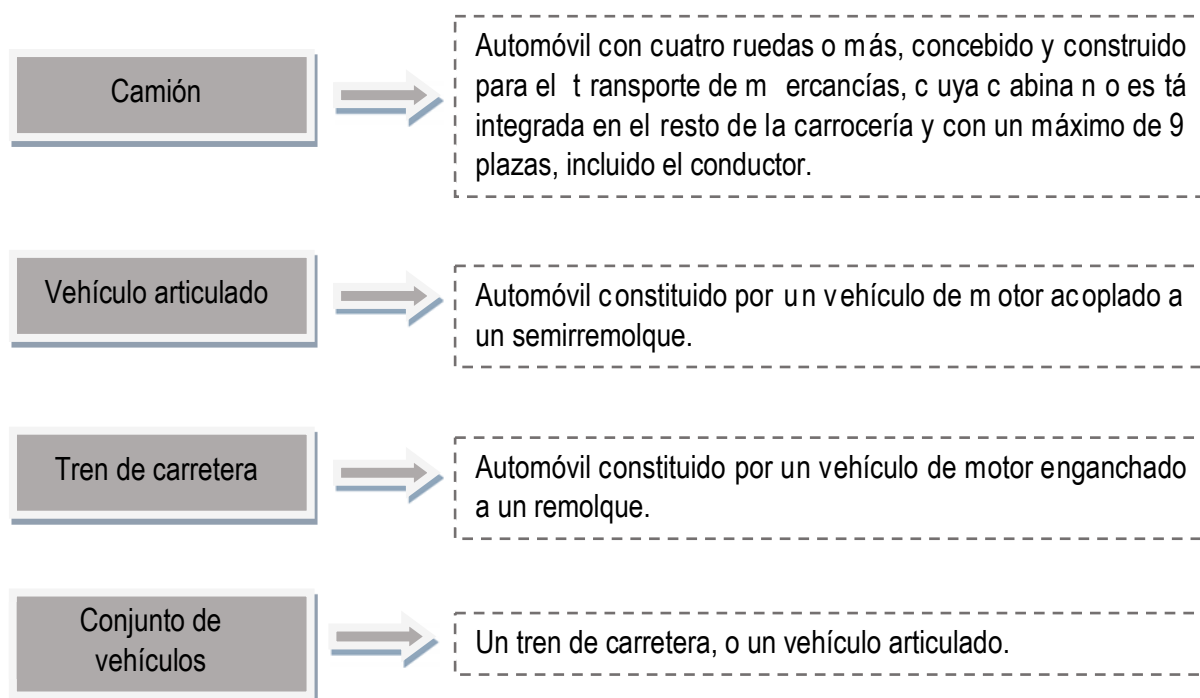 Camión
Automóvil con cuatro ruedas o más, concebido y construido
para el transporte de mercancías, cuya cabina no está
integrada en el resto de la carrocería y con un máximo de 9
plazas, incluido el conductor.
Vehículo articulado
Automóvil constituido por un vehículo de motor acoplado a
un semirremolque.
Tren de carretera
Automóvil constituido por un vehículo de motor enganchado
a un remolque.
Conjunto de
vehículos
Un tren de carretera, o un vehículo articulado.